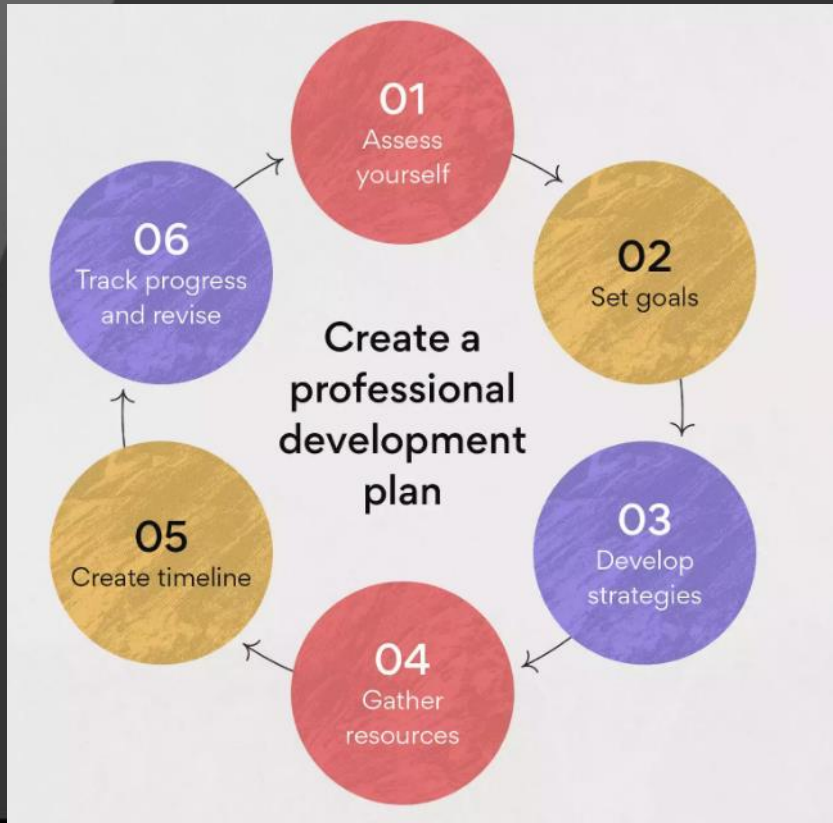 01
Assess
yourself
02
Set goals
03
Develop
strategies
04
Gather
resources
05
Create timeline
06
Track progress
and revise
Create a
professional
development
plan